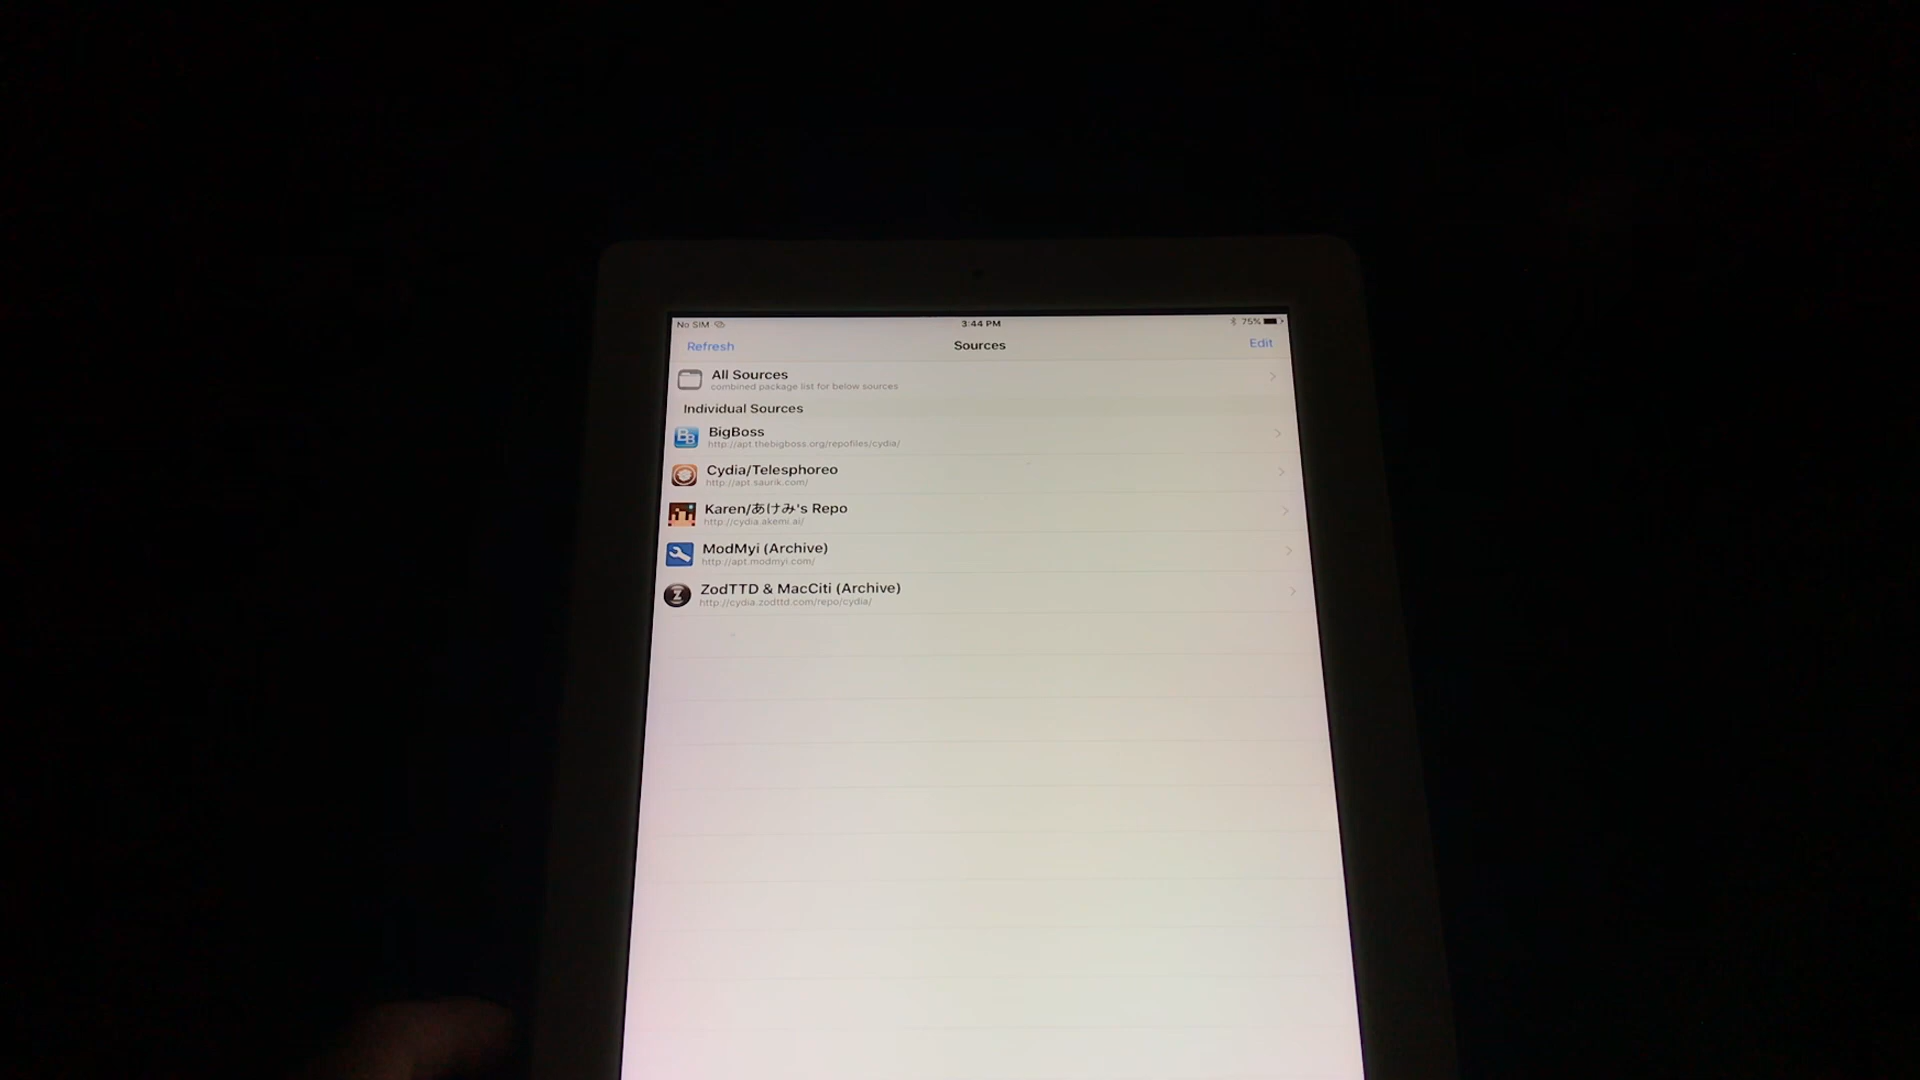 No SIM
3:44 PM
75%
Refresh
Sources
Edit
All Sources
combined package list for below sources
Individual Sources
BB
BigBoss
http://apt.thebigboss.org/repofiles/cydia/
Cydia/Telesphoreo
http://apt.saurik.com/
Karen/あけみ's Repo
http://cydia.akemi.ai/
ModMyi (Archive)
http://apt.modmyi.com/
Z
ZodTTD & MacCiti (Archive)
http://cydia.zodttd.com/repo/cydia/